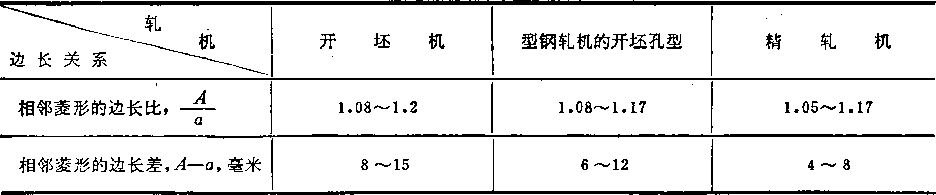 轧机
边长关系
开坯机
型钢轧机的开坯孔型
精轧机
相邻菱形的边长比，A/a
1.08～1.2
1.08～1.17
1.05～1.17
相邻菱形的边长差，A—a，毫米
8～15
6～12
4～8